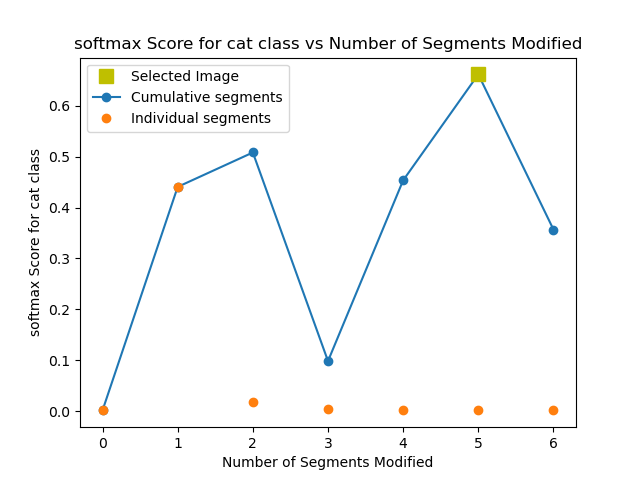 softmax Score for cat class vs Number of Segments Modified
Selected Image
Cumulative segments
Individual segments
softmax Score for cat class
0.6
0.5
0.4
0.3
0.2
0.1
0.0
0 1 2 3 4 5 6
Number of Segments Modified